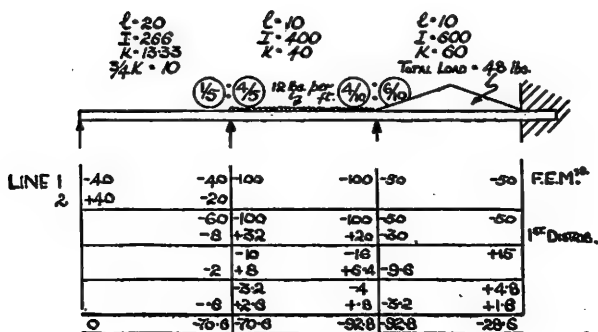 l=20 l=10 l=10
I=266 I=400 I=600
K=13.33 K=40 K=60
3/4 K=10 TOTAL LOAD=48 lbs.
1/5 : 4/5 12 lbs per ft. 4/10 : 6/10
LINE 1 -40 -40 -100 -100 -50 -50 F.E.M.
2 +40 -20
-60 -100 -100 -50 -50
-8 +32 +20 -30 1ST DISTRIB.
-10 -16 +15
-2 +8 +6.4 -9.6
-3.2 -4 +4.8
-.6 +2.6 +.8 -3.2 +1.6
0 -70.6 -70.6 -92.8 -92.8 -28.6